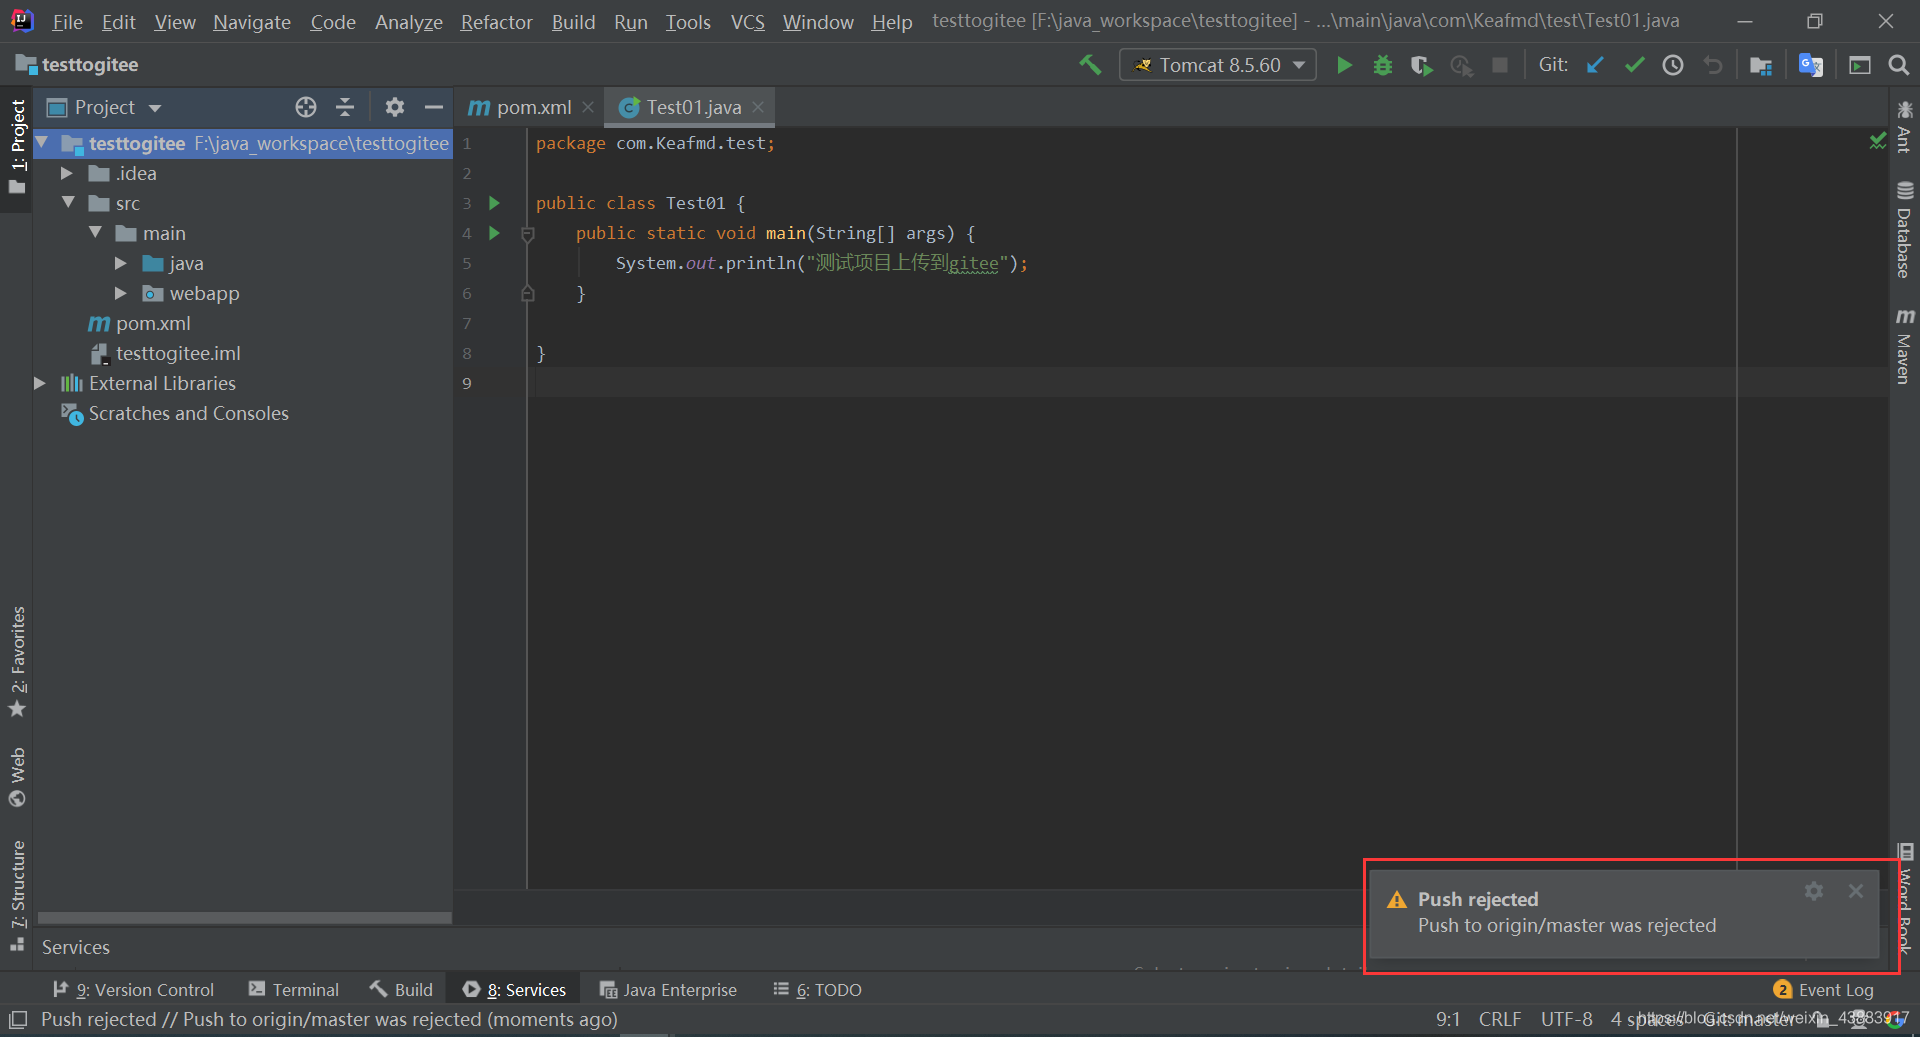 File Edit View Navigate Code Analyze Refactor Build Run Tools VCS Window Help testtogitee [F:\java_workspace\testtogitee] - ...\main\java\com\Keafmd\test\Test01.java
testtogitee
Tomcat 8.5.60
Git:
Project
pom.xml
Test01.java
1: Project
testtogitee F:\java_workspace\testtogitee
.idea
src
main
java
webapp
pom.xml
testtogitee.iml
External Libraries
Scratches and Consoles
1 package com.Keafmd.test;
2
3 public class Test01 {
4 public static void main(String[] args) {
5 System.out.println("测试项目上传到gitee");
6 }
7
8 }
9
Ant
Database
Maven
Word Book
2: Favorites
Web
7: Structure
Push rejected
Push to origin/master was rejected
Services
9: Version Control
Terminal
Build
8: Services
Java Enterprise
6: TODO
2 Event Log
Push rejected // Push to origin/master was rejected (moments ago)
9:1 CRLF UTF-8 4 spaces Git: master
https://blog.csdn.net/weixin_43883917